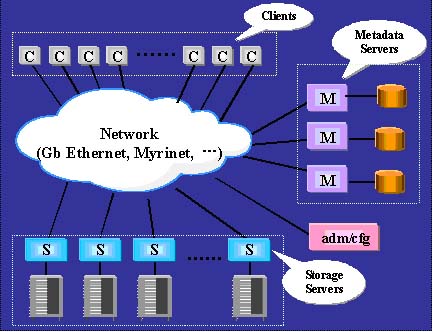 Clients
C C C C ······· C C C
Metadata
Servers
M
M
M
Network
(Gb Ethernet, Myrinet, ···)
adm/cfg
S S S ······ S
Storage
Servers